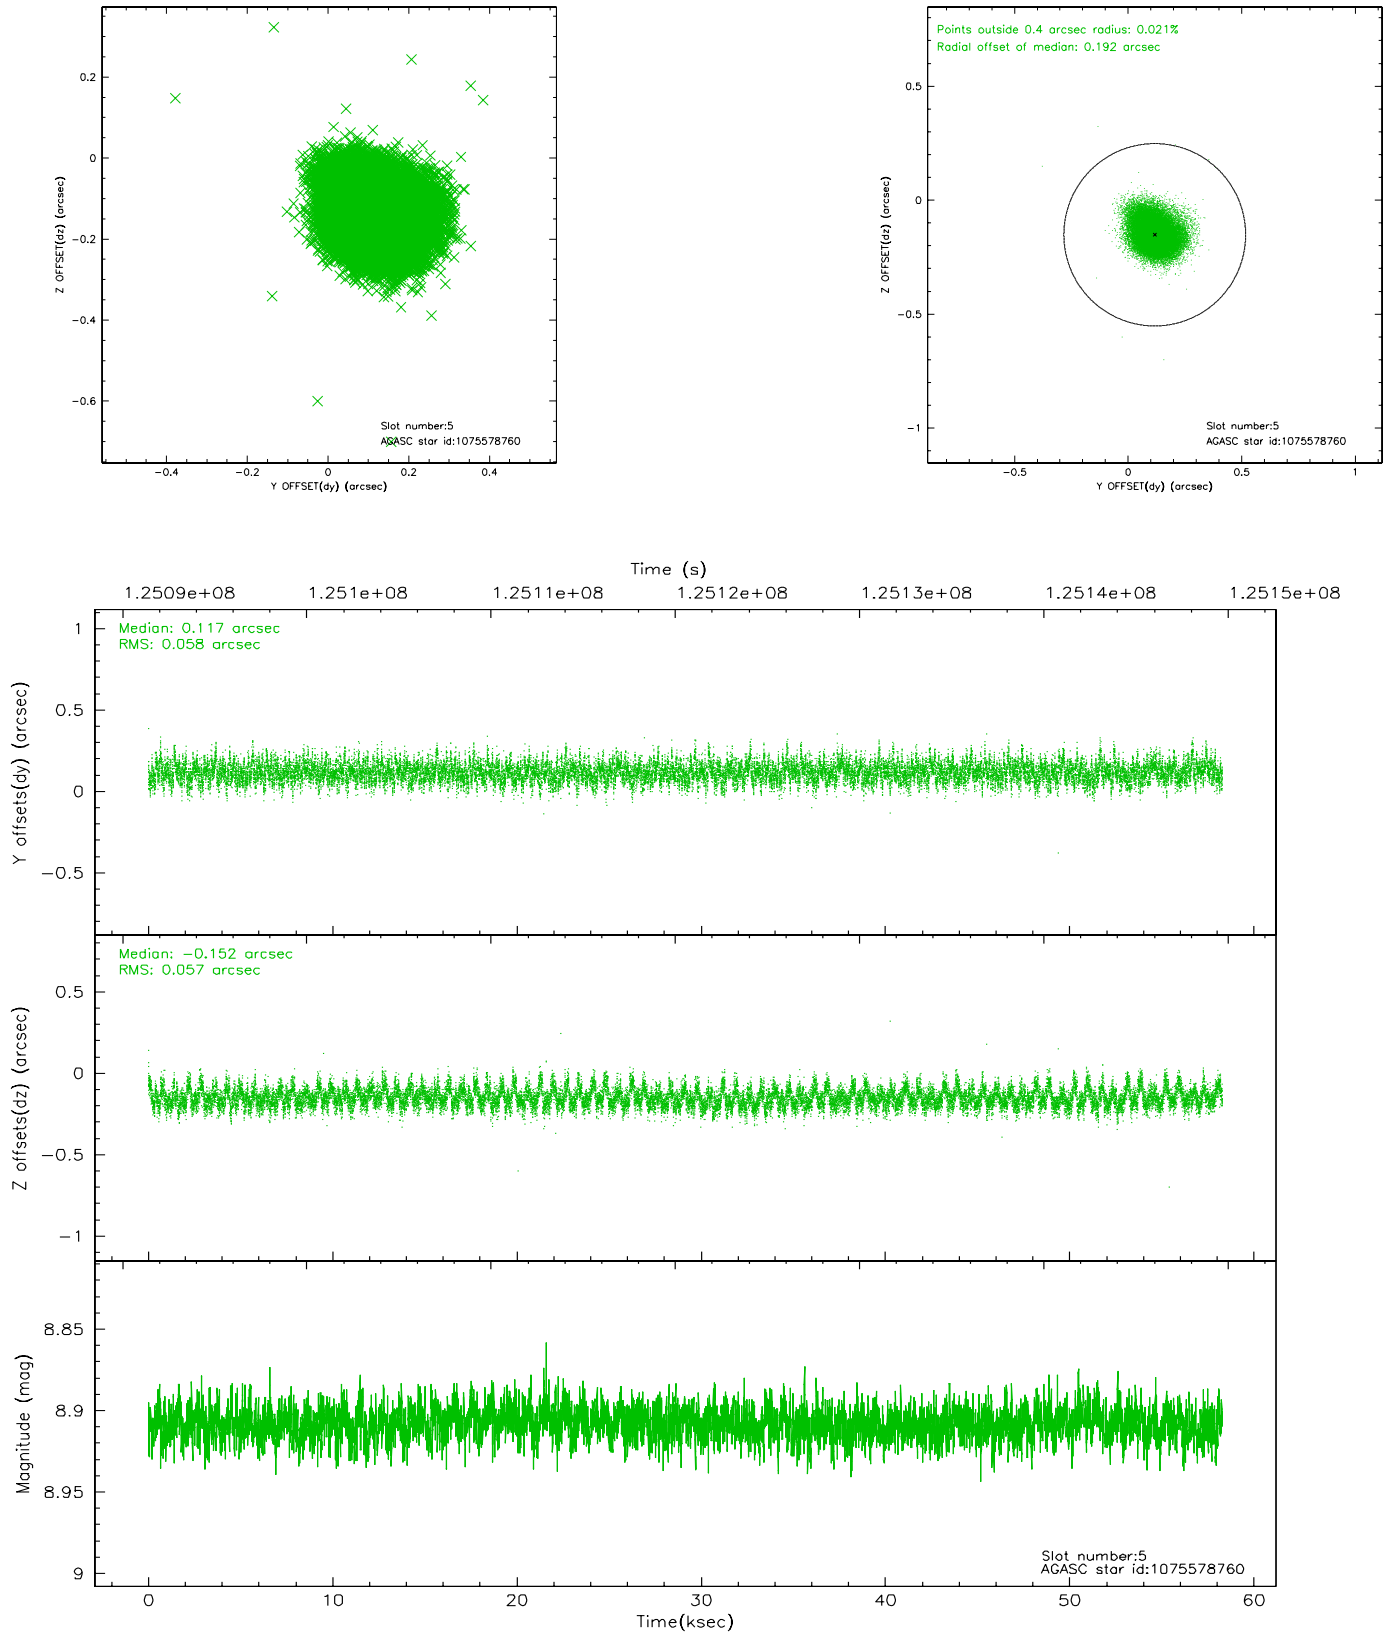 0.2
0
−0.2
−0.4
−0.6
Z OFFSET(dz) (arcsec)
Slot number:5
AGASC star id:1075578760
−0.4 −0.2 0 0.2 0.4
Y OFFSET(dy) (arcsec)
Points outside 0.4 arcsec radius: 0.021%
Radial offset of median: 0.192 arcsec
0.5
0
−0.5
−1
Z OFFSET(dz) (arcsec)
Slot number:5
AGASC star id:1075578760
−0.5 0 0.5 1
Y OFFSET(dy) (arcsec)
Time (s)
1.2509e+08 1.251e+08 1.2511e+08 1.2512e+08 1.2513e+08 1.2514e+08 1.2515e+08
Median: 0.117 arcsec
RMS: 0.058 arcsec
1
0.5
0
−0.5
Y offsets(dy) (arcsec)
Median: −0.152 arcsec
RMS: 0.057 arcsec
0.5
0
−0.5
−1
Z offsets(dz) (arcsec)
8.85
8.9
8.95
9
Magnitude (mag)
Slot number:5
AGASC star id:1075578760
0 10 20 30 40 50 60
Time(ksec)